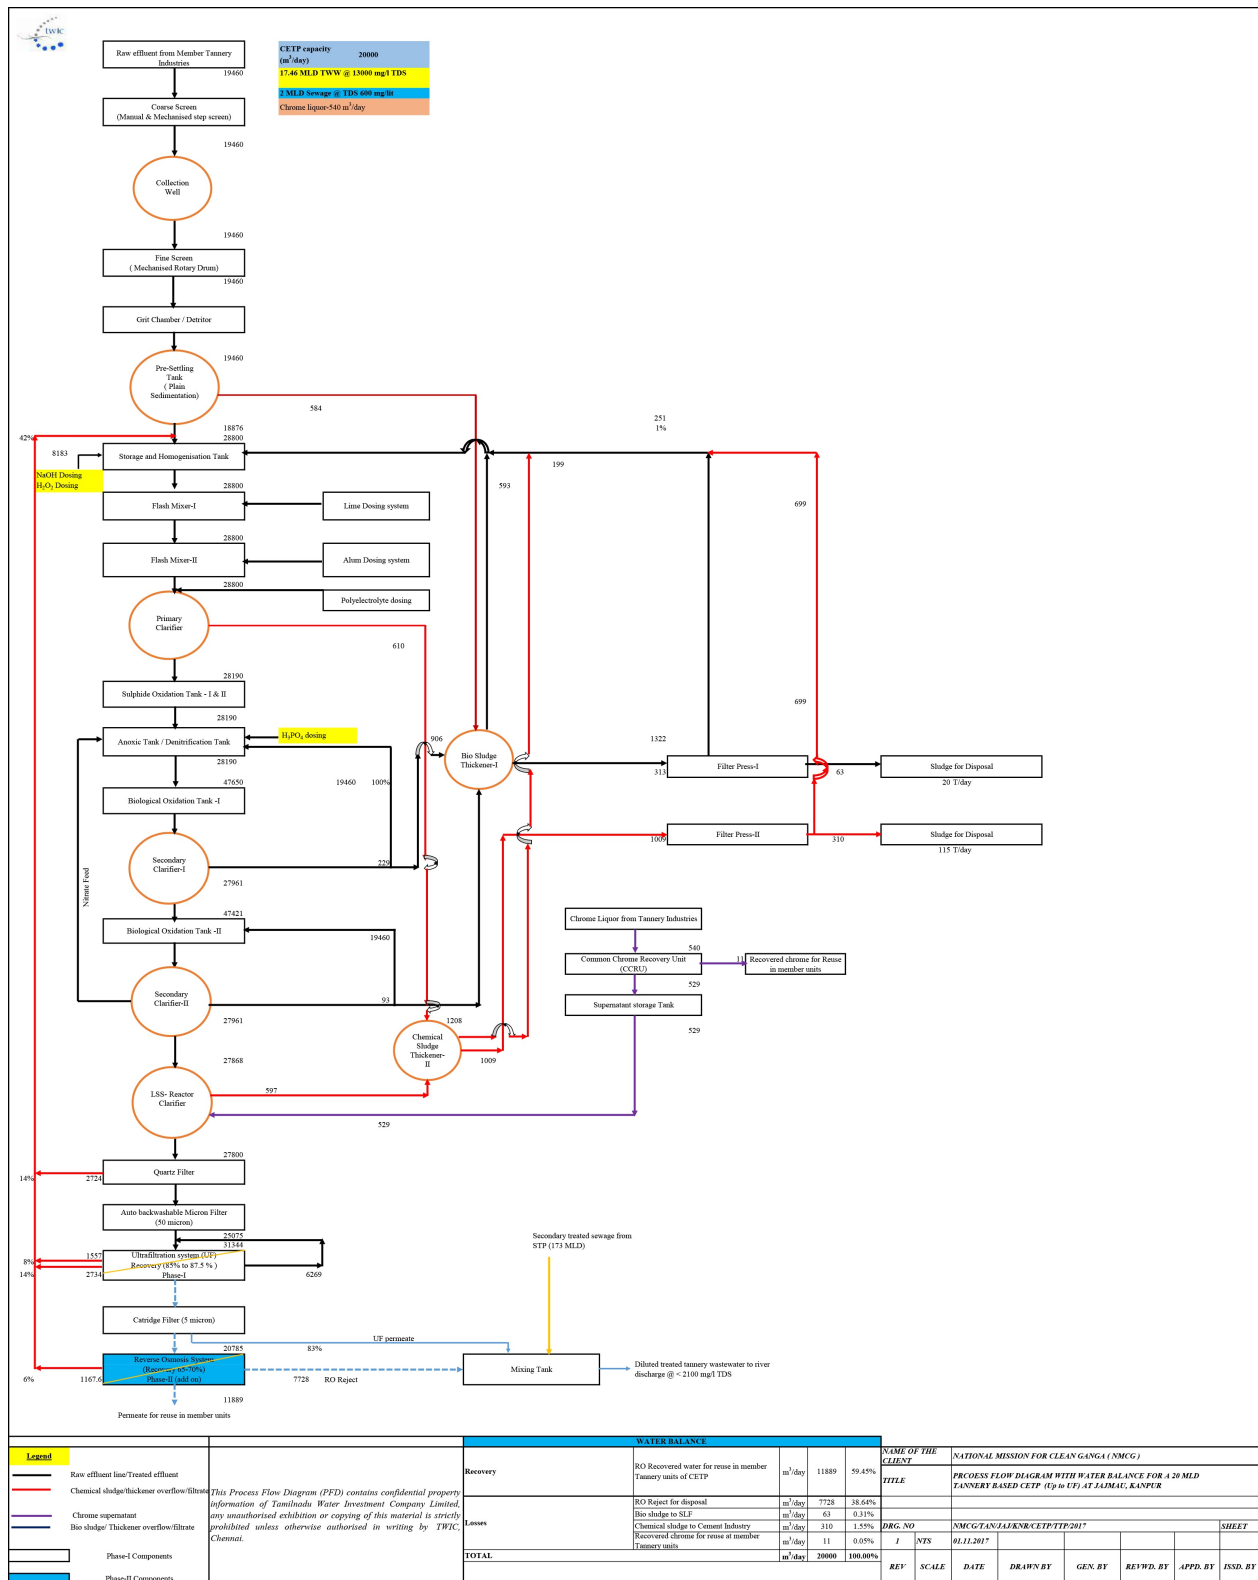 TWIC
Raw effluent from Member Tannery
Industries
19460
CETP capacity
(m³/day)
20000
17.46 MLD TWW @ 13000 mg/l TDS
2 MLD Sewage @ TDS 600 mg/lit
Chrome liquor-540 m³/day
Coarse Screen
(Manual & Mechanised step screen)
19460
Collection
Well
19460
Fine Screen
( Mechanised Rotary Drum)
19460
Grit Chamber / Detritor
19460
Pre-Settling
Tank
( Plain
Sedimentation)
584
251
1%
18876
42%
28800
8183
Storage and Homogenisation Tank
199
NaOH Dosing
H₂O₂ Dosing
593
28800
699
Flash Mixer-I
Lime Dosing system
28800
Flash Mixer-II
Alum Dosing system
28800
Polyelectrolyte dosing
Primary
Clarifier
610
28190
Sulphide Oxidation Tank - I & II
699
28190
H₃PO₄ dosing
Anoxic Tank / Denitrification Tank
906
1322
Bio Sludge
Thickener-I
28190
313
Filter Press-I
63
Sludge for Disposal
20 T/day
47650
19460
100%
Biological Oxidation Tank -I
Filter Press-II
Sludge for Disposal
1009
310
115 T/day
Secondary
Clarifier-I
229
27961
Nitrate Feed
47421
Chrome Liquor from Tannery Industries
Biological Oxidation Tank -II
19460
540
Common Chrome Recovery Unit
(CCRU)
11
Recovered chrome for Reuse
in member units
529
Secondary
Clarifier-II
93
Supernatant storage Tank
27961
1208
529
Chemical
Sludge
Thickener-
II
27868
1009
LSS- Reactor
Clarifier
597
529
27800
Quartz Filter
14%
2724
Auto backwashable Micron Filter
(50 micron)
25075
31344
Secondary treated sewage from
STP (173 MLD)
1557
8%
Ultrafiltration system (UF)
Recovery (85% to 87.5 % )
Phase-I
14%
2734
6269
Catridge Filter (5 micron)
UF permeate
20785
83%
Reverse Osmosis System
(Recovery 65-70%)
Phase-II (add on)
Mixing Tank
Diluted treated tannery wastewater to river
discharge @ < 2100 mg/l TDS
6%
1167.6
7728
RO Reject
11889
Permeate for reuse in member units
Legend
Raw effluent line/Treated effluent
Chemical sludge/thickener overflow/filtrate
Chrome supernatant
Bio sludge/ Thickener overflow/filtrate
Phase-I Components
Phase-II Components
This Process Flow Diagram (PFD) contains confidential property
information of Tamilnadu Water Investment Company Limited,
any unauthorised exhibition or copying of this material is strictly
prohibited unless otherwise authorised in writing by TWIC,
Chennai.
WATER BALANCE
Recovery
RO Recovered water for reuse in member
Tannery units of CETP
m³/day 11889 59.45%
Losses
RO Reject for disposal m³/day 7728 38.64%
Bio sludge to SLF m³/day 63 0.31%
Chemical sludge to Cement Industry m³/day 310 1.55%
Recovered chrome for reuse at member
Tannery units
m³/day 11 0.05%
TOTAL m³/day 20000 100.00%
NAME OF THE
CLIENT
NATIONAL MISSION FOR CLEAN GANGA ( NMCG )
TITLE
PRCOESS FLOW DIAGRAM WITH WATER BALANCE FOR A 20 MLD
TANNERY BASED CETP (Up to UF) AT JAJMAU, KANPUR
DRG. NO NMCG/TAN/JAJ/KNR/CETP/TTP/2017 SHEET
1 NTS 01.11.2017
REV SCALE DATE DRAWN BY GEN. BY REVWD. BY APPD. BY ISSD. BY